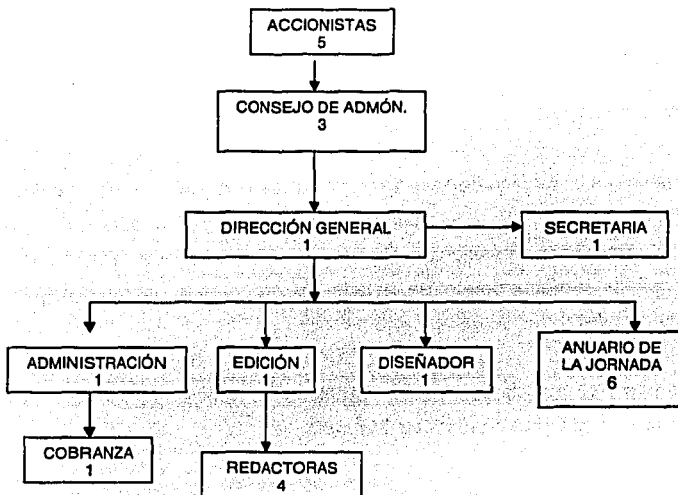 ACCIONISTAS
5
CONSEJO DE ADMÓN.
3
DIRECCIÓN GENERAL
1
SECRETARIA
1
ADMINISTRACIÓN
1
EDICIÓN
1
DISEÑADOR
1
ANUARIO DE
LA JORNADA
6
COBRANZA
1
REDACTORAS
4